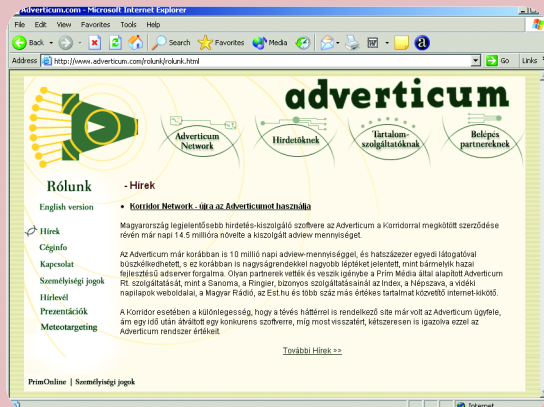 Adverticum.com - Microsoft Internet Explorer
File Edit View Favorites Tools Help
Back Search Favorites Media
Address http://www.adverticum.com/rolunk/rolunk.html Go Links
adverticum
Adverticum
Network
Hirdetőknek
Tartalom-
szolgáltatóknak
Belépés
partnereknek
Rólunk
English version
Hírek
Céginfo
Kapcsolat
Személyiségi jogok
Hírlevél
Prezentációk
Meteotargeting
- Hírek
• Korridor Network - újra az Adverticumot használja
Magyarország legjelentősebb hirdetés-kiszolgáló szoftvere az Adverticum a Korridorral megkötött szerződése
révén már napi 14.5 millióra növelte a kiszolgált adview mennyiséget.
Az Adverticum már korábban is 10 millió napi adview-mennyiséggel, és hatszázezer egyedi látogatóval
büszkélkedhetett, s ez korábban is nagyságrendekkel nagyobb lépték et jelentett, mint bármelyik hazai
fejlesztésű adserver forgalma. Olyan partnerek vették és veszik igénybe a Prím Média által alapított Adverticum
Rt. szolgáltatását, mint a Sanoma, a Ringier, bizonyos szolgáltatásainál az Index, a Népszava, a vidéki
napilapok weboldalai, a Magyar Rádió, az Est.hu és több száz más értékes tartalmat közvetítő internet-kikötő.
A Korridor esetében a különlegesség, hogy a tévés háttérrel is rendelkező site már volt az Adverticum ügyfele,
ám egy idő után átváltott egy konkurens szoftverre, míg most visszatért, kétszeresen is igazolva ezzel az
Adverticum rendszer értékeit.
További Hírek >>
PrimOnline | Személyiségi jogok
Internet